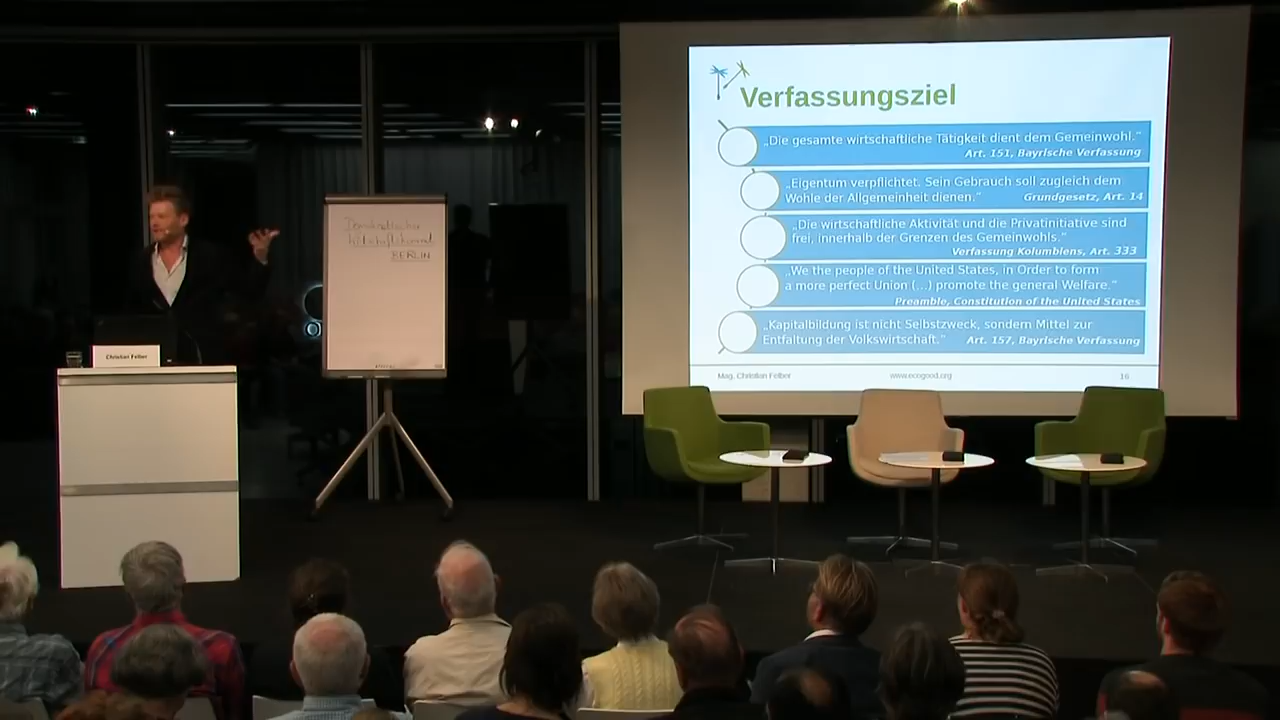 Verfassungsziel
„Die gesamte wirtschaftliche Tätigkeit dient dem Gemeinwohl.“
Art. 151, Bayrische Verfassung
„Eigentum verpflichtet. Sein Gebrauch soll zugleich dem
Wohle der Allgemeinheit dienen.“ Grundgesetz, Art. 14
„Die wirtschaftliche Aktivität und die Privatinitiative sind
frei, innerhalb der Grenzen des Gemeinwohls.“
Verfassung Kolumbiens, Art. 333
„We the people of the United States, in Order to form
a more perfect Union (...) promote the general Welfare.“
Preamble, Constitution of the United States
„Kapitalbildung ist nicht Selbstzweck, sondern Mittel zur
Entfaltung der Volkswirtschaft.“ Art. 157, Bayrische Verfassung
Mag. Christian Felber www.ecogood.org 16
BERLIN
Christian Felber